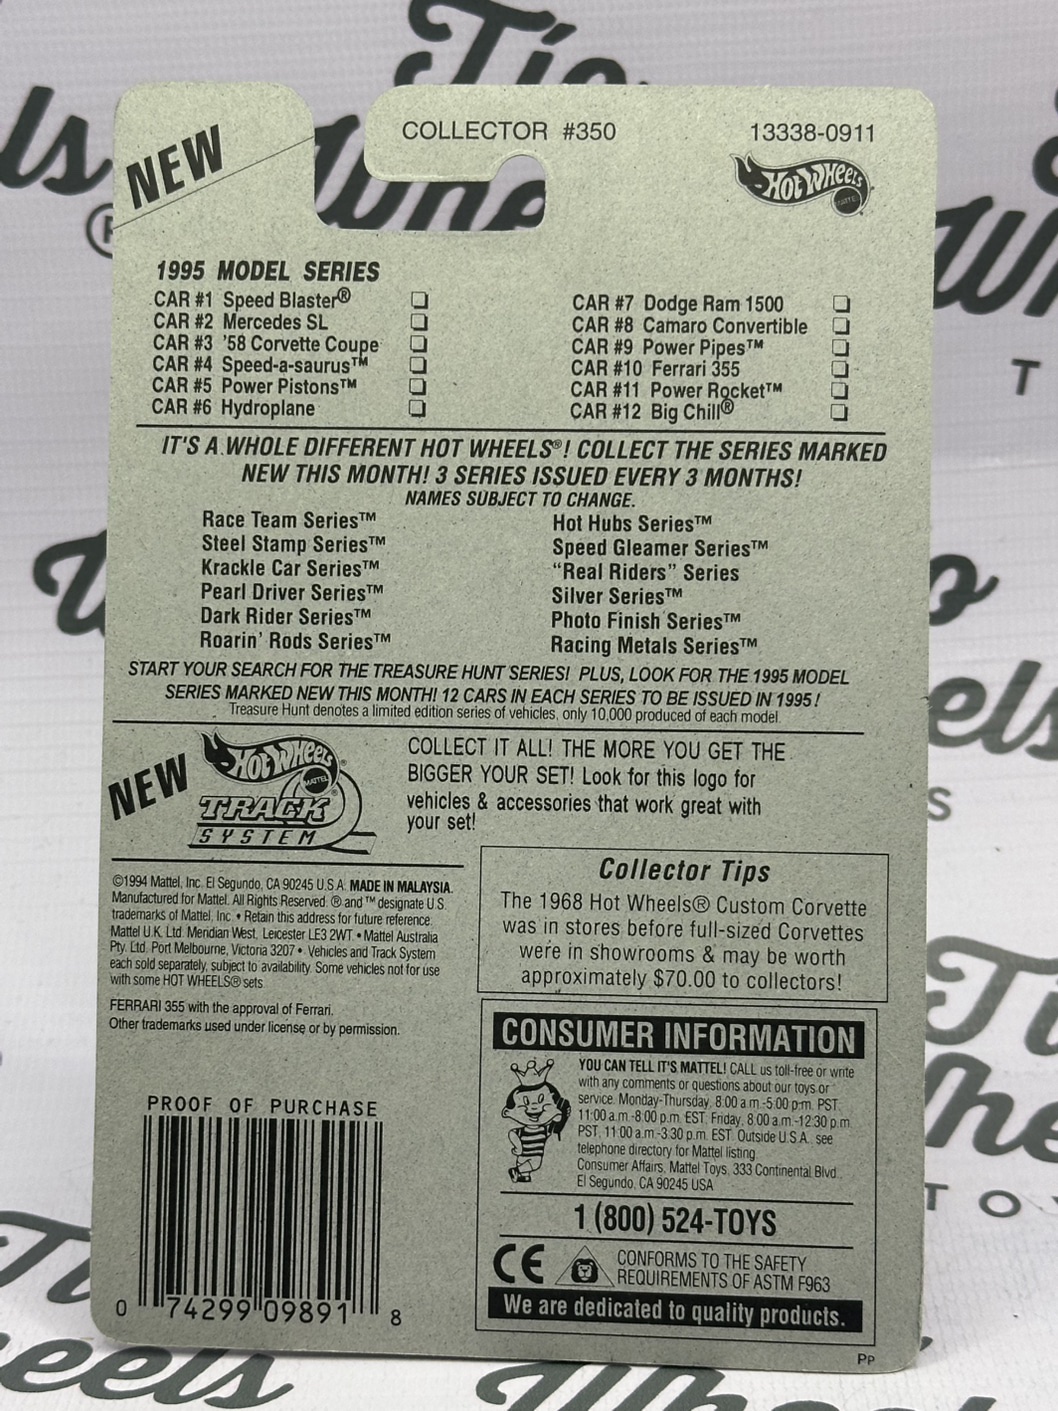 NEW
COLLECTOR #350
13338-0911
HOT WHEELS
MATTEL
1995 MODEL SERIES
CAR #1 Speed Blaster®
CAR #2 Mercedes SL
CAR #3 '58 Corvette Coupe
CAR #4 Speed-a-saurus™
CAR #5 Power Pistons™
CAR #6 Hydroplane
CAR #7 Dodge Ram 1500
CAR #8 Camaro Convertible
CAR #9 Power Pipes™
CAR #10 Ferrari 355
CAR #11 Power Rocket™
CAR #12 Big Chill®
IT'S A WHOLE DIFFERENT HOT WHEELS®! COLLECT THE SERIES MARKED
NEW THIS MONTH! 3 SERIES ISSUED EVERY 3 MONTHS!
NAMES SUBJECT TO CHANGE.
Race Team Series™
Steel Stamp Series™
Krackle Car Series™
Pearl Driver Series™
Dark Rider Series™
Roarin' Rods Series™
Hot Hubs Series™
Speed Gleamer Series™
“Real Riders” Series
Silver Series™
Photo Finish Series™
Racing Metals Series™
START YOUR SEARCH FOR THE TREASURE HUNT SERIES! PLUS, LOOK FOR THE 1995 MODEL
SERIES MARKED NEW THIS MONTH! 12 CARS IN EACH SERIES TO BE ISSUED IN 1995!
Treasure Hunt denotes a limited edition series of vehicles, only 10,000 produced of each model.
NEW
HOT WHEELS®
MATTEL
TRACK
SYSTEM
COLLECT IT ALL! THE MORE YOU GET THE
BIGGER YOUR SET! Look for this logo for
vehicles & accessories that work great with
your set!
©1994 Mattel, Inc. El Segundo, CA 90245 U.S.A. MADE IN MALAYSIA.
Manufactured for Mattel. All Rights Reserved. ® and ™ designate U.S.
trademarks of Mattel, Inc. • Retain this address for future reference:
Mattel U.K. Ltd. Meridian West, Leicester LE3 2WT. • Mattel Australia
Pty. Ltd. Port Melbourne, Victoria 3207 • Vehicles and Track System
each sold separately, subject to availability. Some vehicles not for use
with some HOT WHEELS® sets.
FERRARI 355 with the approval of Ferrari.
Other trademarks used under license or by permission.
Collector Tips
The 1968 Hot Wheels® Custom Corvette
was in stores before full-sized Corvettes
were in showrooms & may be worth
approximately $70.00 to collectors!
CONSUMER INFORMATION
YOU CAN TELL IT'S MATTEL! CALL us toll-free or write
with any comments or questions about our toys or
service. Monday-Thursday, 8:00 a.m.-5:00 p.m. PST,
11:00 a.m.-8:00 p.m. EST; Friday, 8:00 a.m.-12:30 p.m.
PST, 11:00 a.m.-3:30 p.m. EST. Outside U.S.A., see
telephone directory for Mattel listing.
Consumer Affairs, Mattel Toys, 333 Continental Blvd.,
El Segundo, CA 90245 USA
1 (800) 524-TOYS
CE
CONFORMS TO THE SAFETY
REQUIREMENTS OF ASTM F963
We are dedicated to quality products.
PROOF OF PURCHASE
0 74299 09891 8
PP